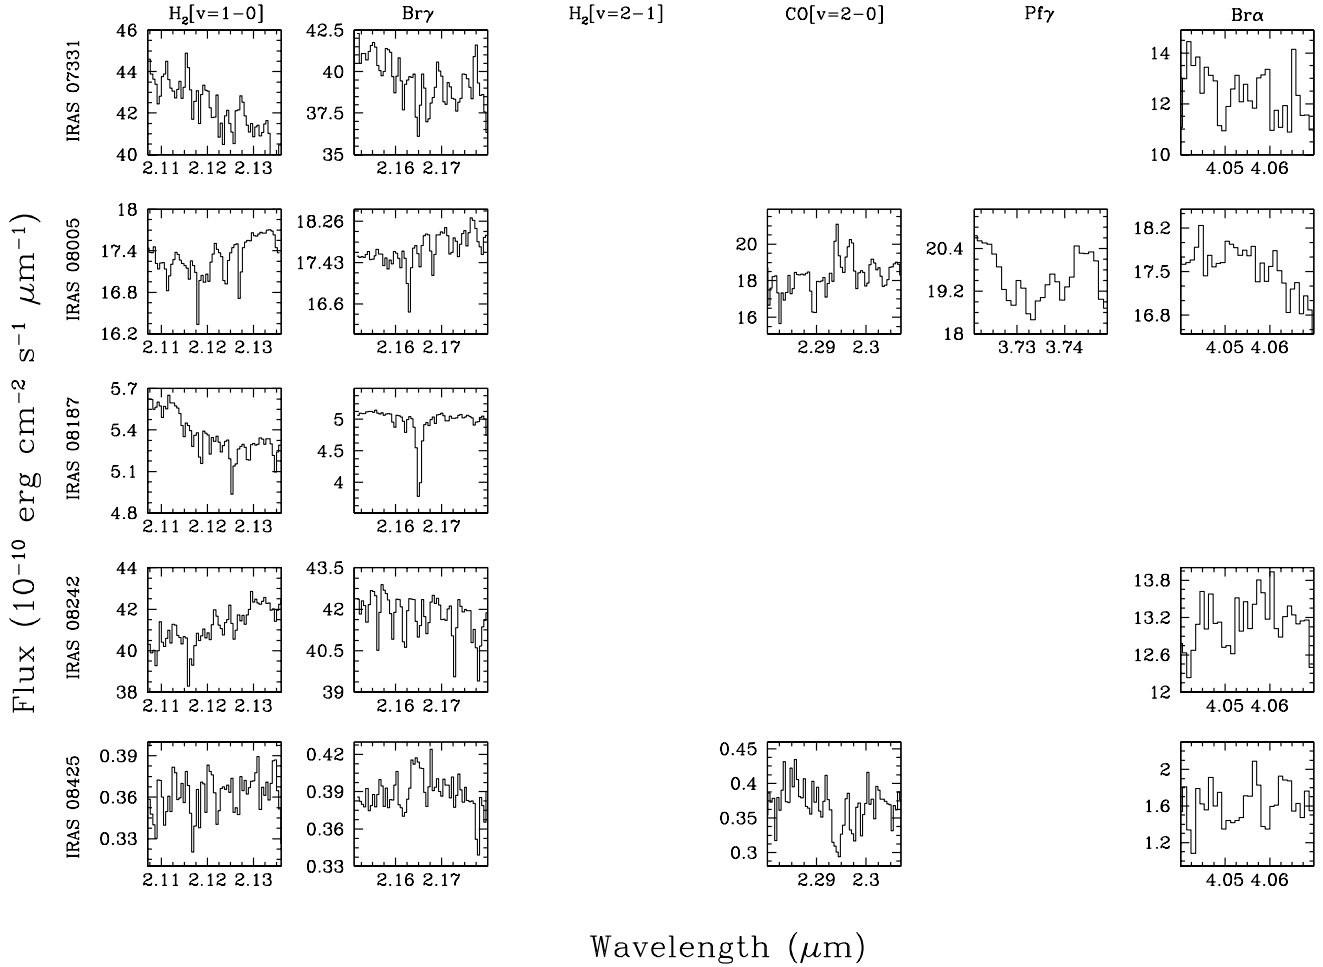 H₂[v=1−0] Brγ H₂[v=2−1] CO[v=2−0] Pfγ Brα
IRAS 07331
46 44 42 40
2.11 2.12 2.13
42.5 40 37.5 35
2.16 2.17
14 12 10
4.05 4.06
IRAS 08005
18 17.4 16.8 16.2
2.11 2.12 2.13
18.26 17.43 16.6
2.16 2.17
20 18 16
2.29 2.3
20.4 19.2 18
3.73 3.74
18.2 17.5 16.8
4.05 4.06
IRAS 08187
5.7 5.4 5.1 4.8
2.11 2.12 2.13
5 4.5 4
2.16 2.17
IRAS 08242
44 42 40 38
2.11 2.12 2.13
43.5 42 40.5 39
2.16 2.17
13.8 13.2 12.6 12
4.05 4.06
IRAS 08425
0.39 0.36 0.33
2.11 2.12 2.13
0.42 0.39 0.36 0.33
2.16 2.17
0.45 0.4 0.35 0.3
2.29 2.3
2 1.6 1.2
4.05 4.06
Flux (10⁻¹⁰ erg cm⁻² s⁻¹ μm⁻¹)
Wavelength (μm)